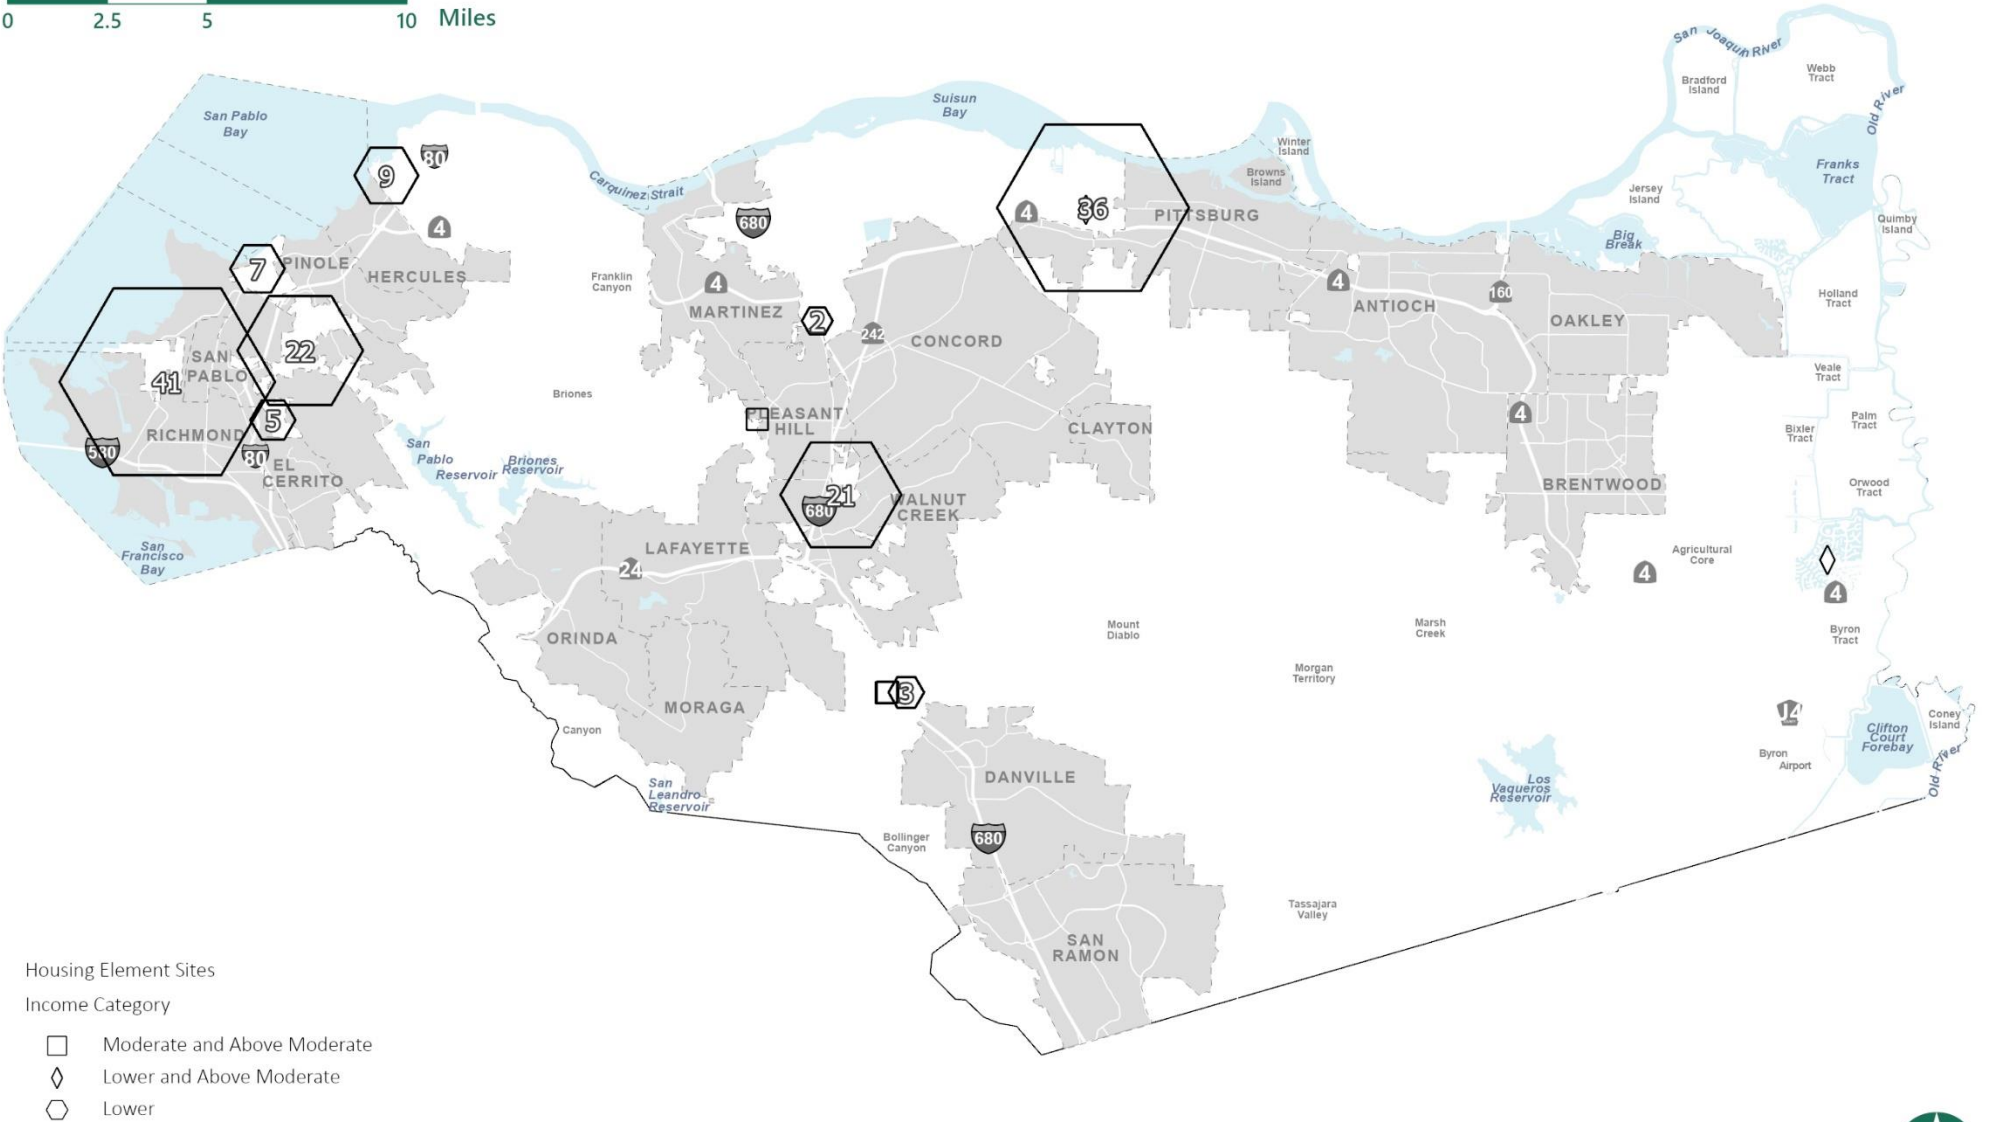 0 2.5 5 10 Miles
San Joaquin River
Webb
Tract
Bradford
Island
Old River
San Pablo
Bay
Suisun
Bay
Winter
Island
Franks
Tract
80
9
Carquinez Strait
Browns
Island
Jersey
Island
680
4
36
PITTSBURG
Quimby
Island
4
Big
Break
7
PINOLE
HERCULES
Franklin
Canyon
4
MARTINEZ
4
160
ANTIOCH
OAKLEY
Holland
Tract
2
242
CONCORD
22
SAN
PABLO
41
Veale
Tract
Briones
5
RICHMOND
580
80
EL
CERRITO
San
Pablo
Reservoir
Briones
Reservoir
PLEASANT
HILL
CLAYTON
4
Palm
Tract
Bixler
Tract
21
680
WALNUT
CREEK
BRENTWOOD
Orwood
Tract
San
Francisco
Bay
LAFAYETTE
24
Agricultural
Core
4
4
ORINDA
Mount
Diablo
Marsh
Creek
Byron
Tract
Morgan
Territory
3
MORAGA
Canyon
J4
Clifton
Court
Forebay
Coney
Island
Old River
Byron
Airport
San
Leandro
Reservoir
DANVILLE
Los
Vaqueros
Reservoir
680
Bollinger
Canyon
Tassajara
Valley
SAN
RAMON
Housing Element Sites
Income Category
Moderate and Above Moderate
Lower and Above Moderate
Lower